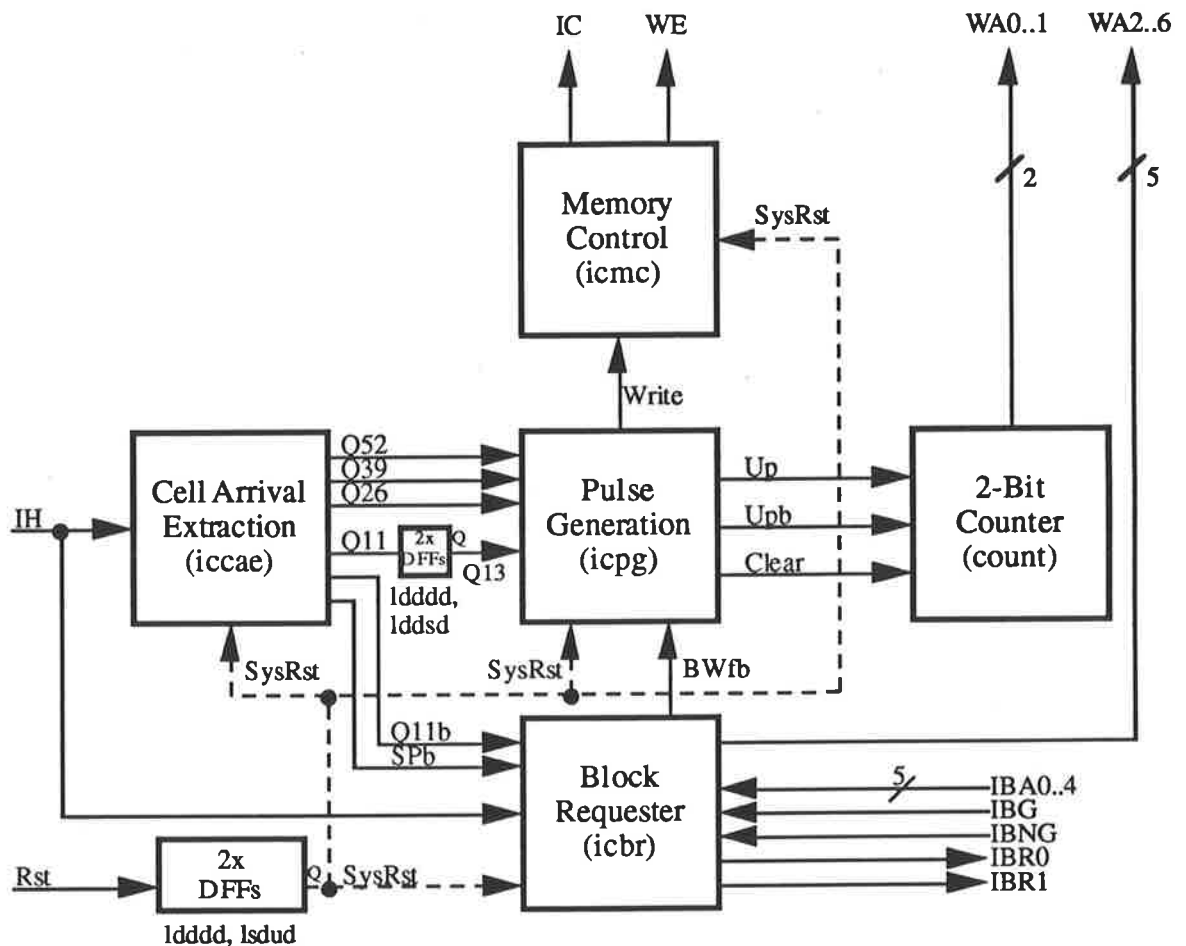 IC WE WA0..1 WA2..6
2 5
Memory
Control
(icmc)
SysRst
Write
Q52
Q39
Q26
Q11
2x
DFFs
Q
Q13
ldddd,
lddsd
IH
Cell Arrival
Extraction
(iccae)
Pulse
Generation
(icpg)
Up
Upb
Clear
2-Bit
Counter
(count)
SysRst
SysRst
BWfb
Q11b
SPb
Block
Requester
(icbr)
5
IBA0..4
IBG
IBNG
IBR0
IBR1
Rst
2x
DFFs
Q
SysRst
ldddd, lsdud